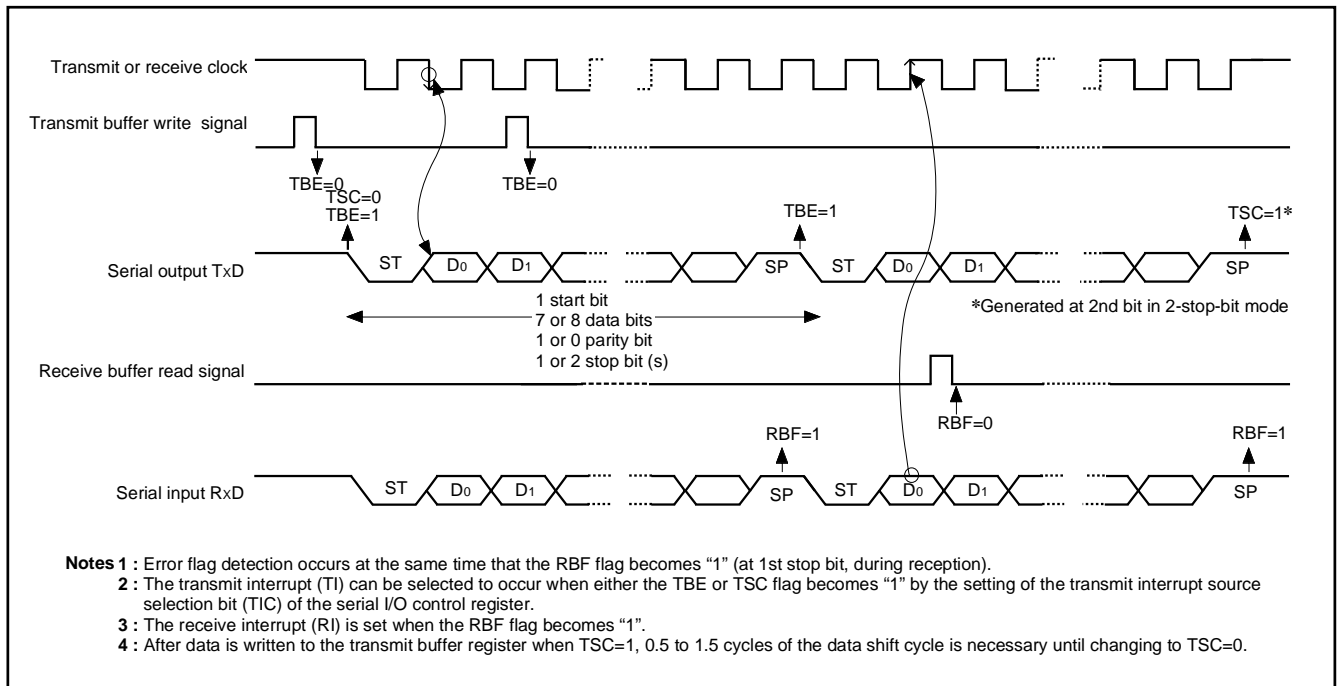 Transmit or receive clock
Transmit buffer write signal
TBE=0
TSC=0
TBE=1
TBE=0
TBE=1
TSC=1*
Serial output TxD
ST
D0
D1
SP
ST
D0
D1
SP
1 start bit
7 or 8 data bits
1 or 0 parity bit
1 or 2 stop bit (s)
*Generated at 2nd bit in 2-stop-bit mode
Receive buffer read signal
RBF=0
RBF=1
RBF=1
Serial input RxD
ST
D0
D1
SP
ST
D0
D1
SP
Notes 1 : Error flag detection occurs at the same time that the RBF flag becomes “1” (at 1st stop bit, during reception).
2 : The transmit interrupt (TI) can be selected to occur when either the TBE or TSC flag becomes “1” by the setting of the transmit interrupt source
selection bit (TIC) of the serial I/O control register.
3 : The receive interrupt (RI) is set when the RBF flag becomes “1”.
4 : After data is written to the transmit buffer register when TSC=1, 0.5 to 1.5 cycles of the data shift cycle is necessary until changing to TSC=0.